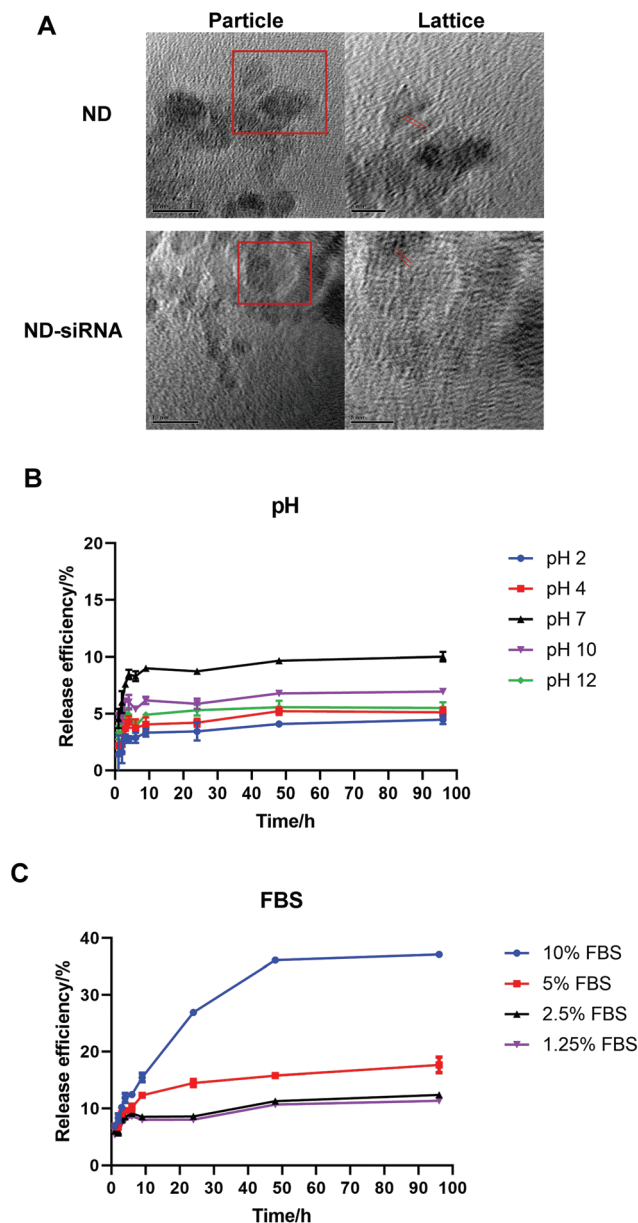 A
Particle
Lattice
ND
ND-siRNA
B
pH
Release efficiency/%
20
15
10
5
0
0 10 20 30 40 50 60 70 80 90 100
Time/h
pH 2
pH 4
pH 7
pH 10
pH 12
C
FBS
Release efficiency/%
40
30
20
10
0
0 10 20 30 40 50 60 70 80 90 100
Time/h
10% FBS
5% FBS
2.5% FBS
1.25% FBS